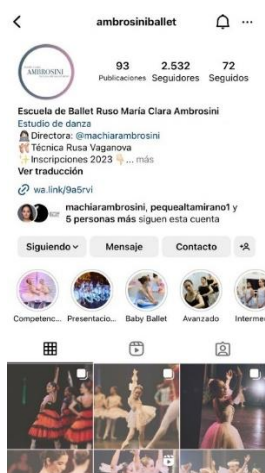 ambrosiniballet
AMBROSINI
93 2.532 72
Publicaciones Seguidores Seguidos
Escuela de Ballet Ruso María Clara Ambrosini
Estudio de danza
Directora: @machiarambrosini
Técnica Rusa Vaganova
Inscripciones 2023 ... más
Ver traducción
wa.link/9a5rvi
machiarambrosini, pequealtamirano1 y
5 personas más siguen esta cuenta
Siguiendo Mensaje Contacto
Competenc... Presentacio... Baby Ballet Avanzado Interme